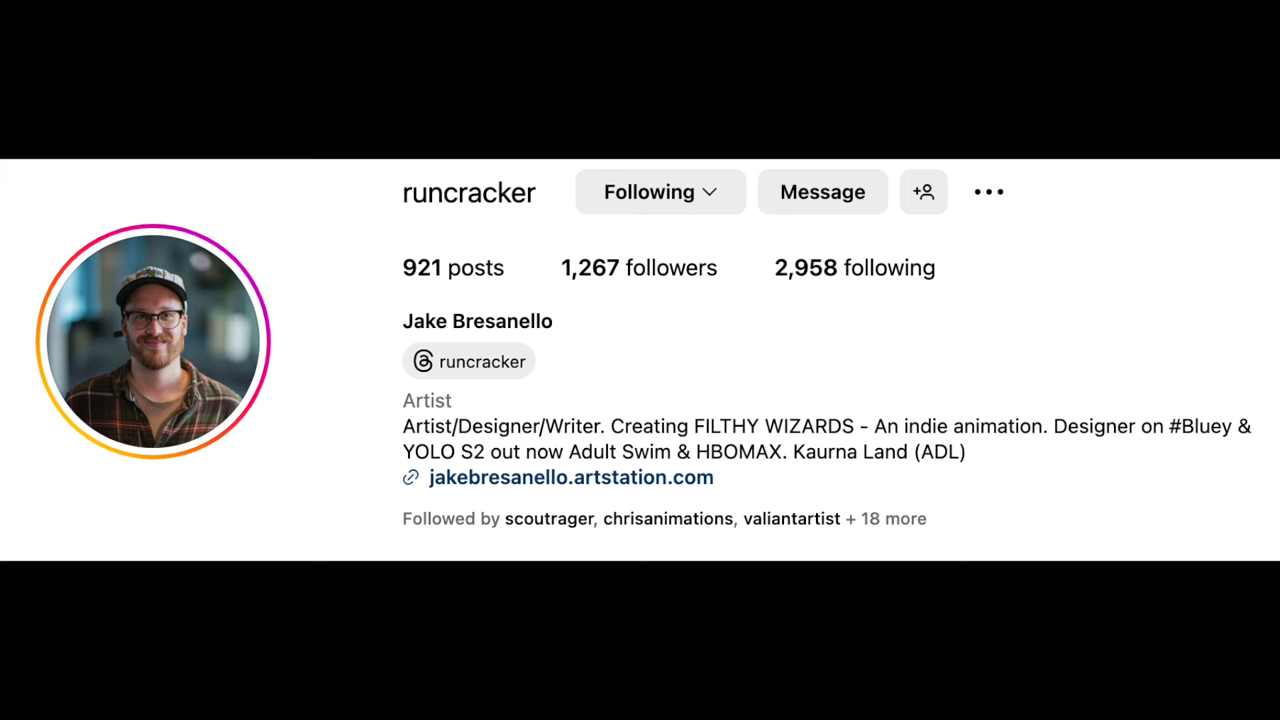 runcracker
Following
Message
921 posts
1,267 followers
2,958 following
Jake Bresanello
runcracker
Artist
Artist/Designer/Writer. Creating FILTHY WIZARDS - An indie animation. Designer on #Bluey &
YOLO S2 out now Adult Swim & HBOMAX. Kaurna Land (ADL)
jakebresanello.artstation.com
Followed by scoutrager, chrisanimations, valiantartist + 18 more